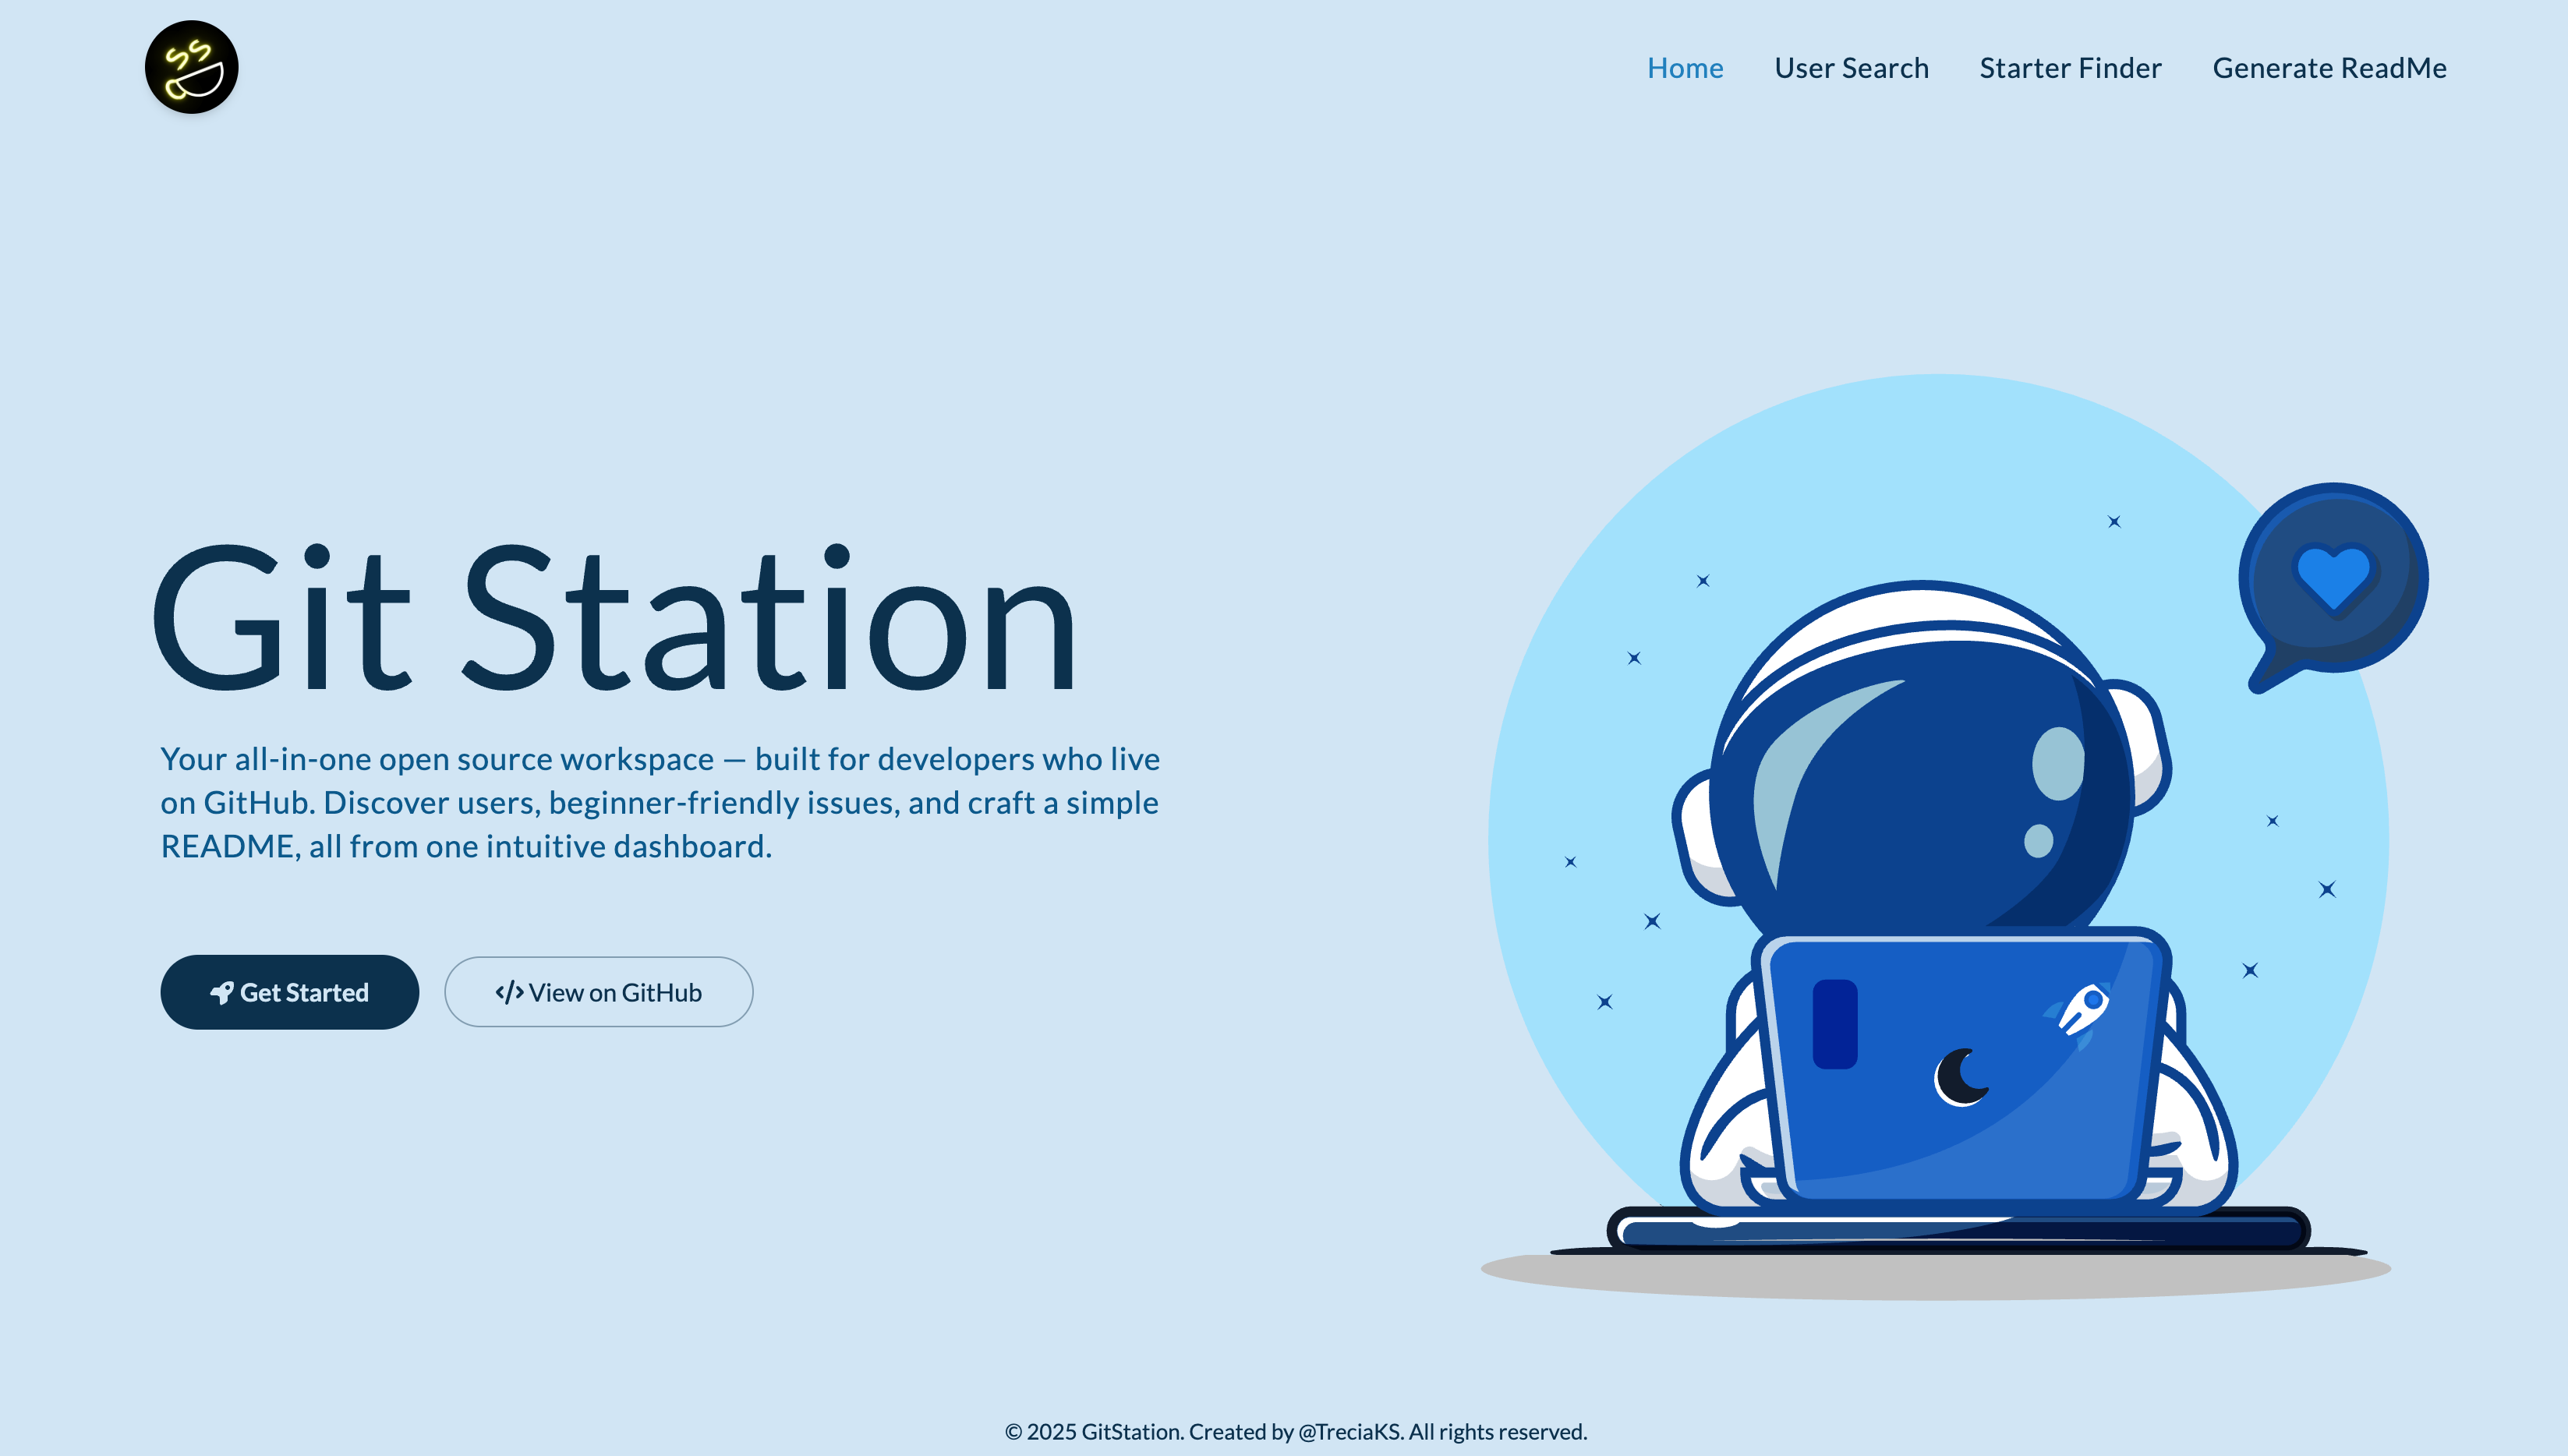 Home
User Search
Starter Finder
Generate ReadMe
Git Station
Your all-in-one open source workspace — built for developers who live
on GitHub. Discover users, beginner-friendly issues, and craft a simple
README, all from one intuitive dashboard.
Get Started
</> View on GitHub
© 2025 GitStation. Created by @TreciaKS. All rights reserved.